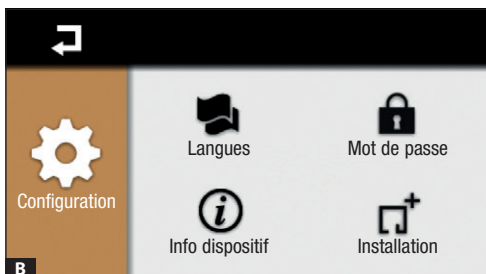 Langues
Mot de passe
Configuration
Info dispositif
Installation
B